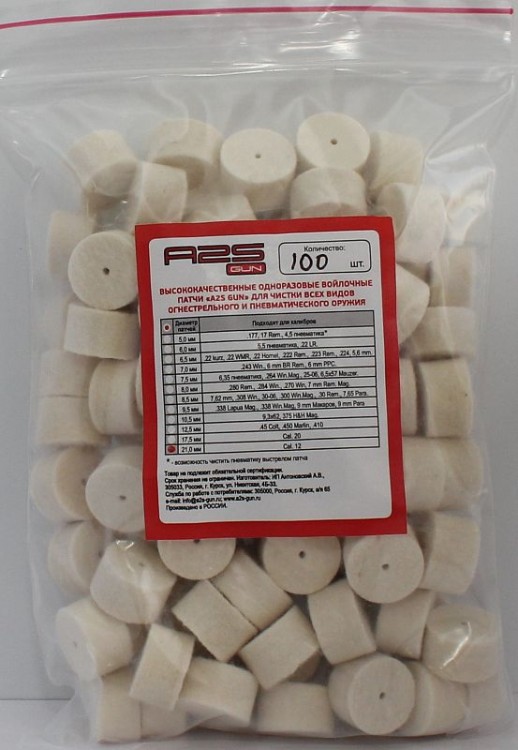 A2S
GUN
Количество:
100
шт.
ВЫСОКОКАЧЕСТВЕННЫЕ ОДНОРАЗОВЫЕ ВОЙЛОЧНЫЕ
ПАТЧИ «A2S GUN» ДЛЯ ЧИСТКИ ВСЕХ ВИДОВ
ОГНЕСТРЕЛЬНОГО И ПНЕВМАТИЧЕСКОГО ОРУЖИЯ
Диаметр патчей Подходит для калибров
5,0 мм .177,17 Rem., 4,5 пневматика*
6,0 мм 5,5 пневматика, .22 LR,
6,5 мм .22 kurz, .22 WMR, .22 Hornet, .222 Rem., .223 Rem., .224, 5,6 mm.
7,0 мм .243 Win., 6 mm BR Rem., 6 mm PPC.
7,5 мм 6,35 пневматика, .264 Win.Mag., 25-06, 6,5x57 Mauzer.
8,0 мм .280 Rem., .284 Win., .270 Win, 7 mm Rem. Mag.
8,5 мм 7,62 mm, .308 Win., 30-06, .300 Win.Mag., .30 Rem., 7,65 Para.
9,5 мм .338 Lapua Mag., .338 Win.Mag, 9 mm Макаров, 9 mm Para
10,5 мм 9,3x62, 375 H&H Mag.
12,5 мм .45 Colt, .450 Marlin, .410
17,5 мм Cal. 20
21,0 мм Cal. 12
* - возможность чистить пневматику выстрелом патча
Товар не подлежит обязательной сертификации.
Срок хранения не ограничен. Изготовитель: ИП Антоновский А.В.,
305033, Россия, г. Курск, ул. Никитская, 4Б-33.
Служба по работе с потребителями: 305000, Россия, г. Курск, а/я 65
e-mail: info@a2s-gun.ru, www.a2s-gun.ru
Произведено в РОССИИ.